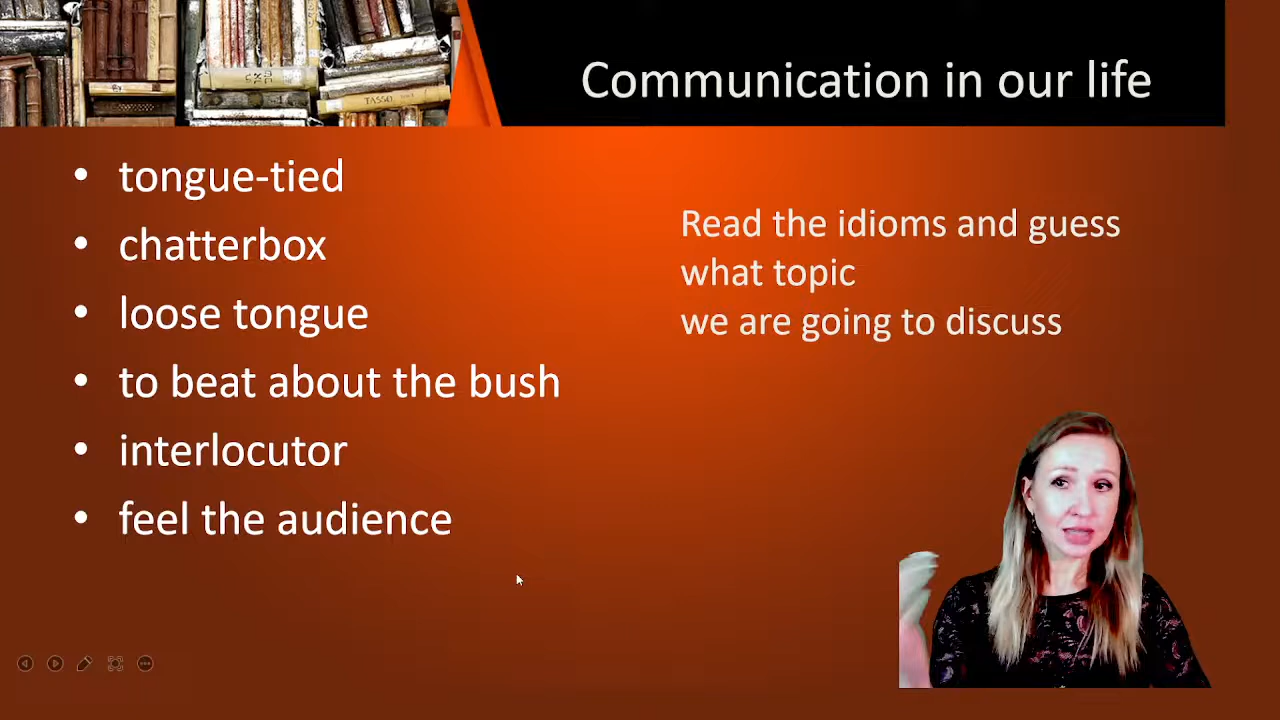 Communication in our life
• tongue-tied
• chatterbox
• loose tongue
• to beat about the bush
• interlocutor
• feel the audience
Read the idioms and guess
what topic
we are going to discuss
TASSO